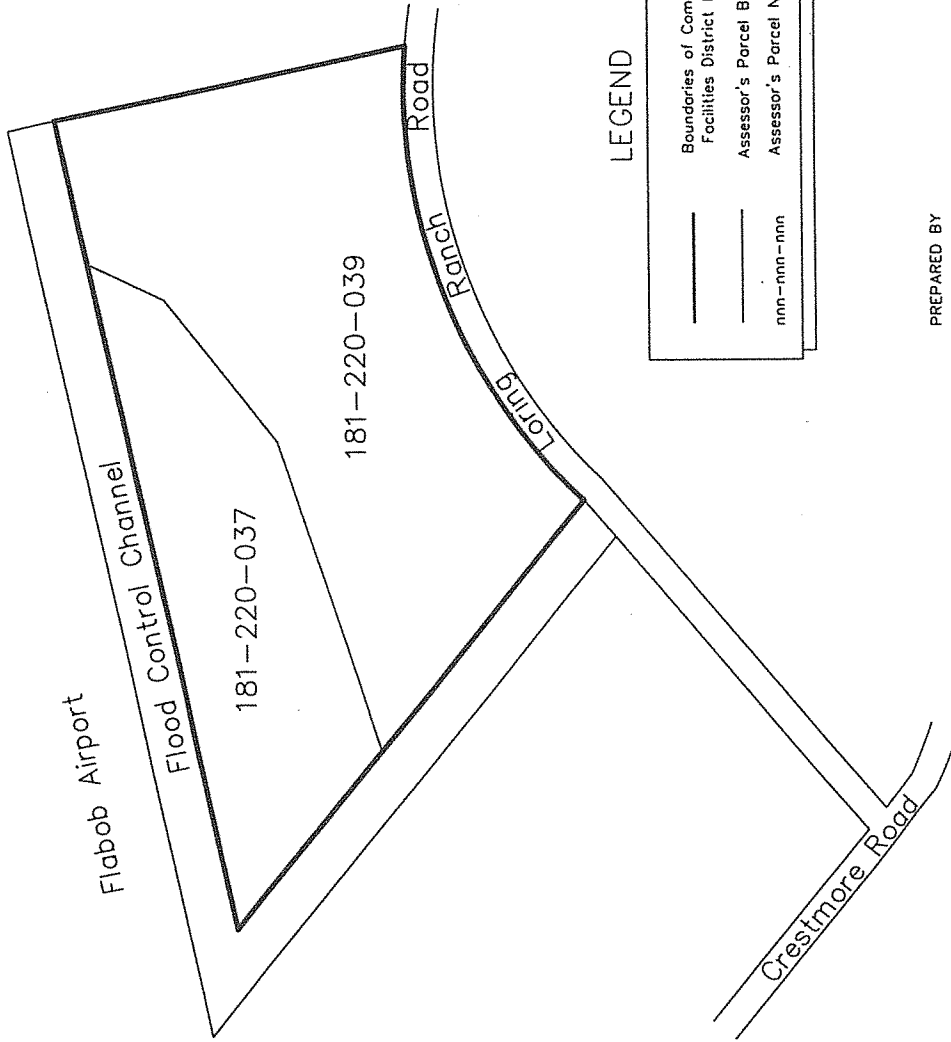 Flabob Airport
Flood Control Channel
181-220-037
181-220-039
Loring Ranch Road
Crestmore Road
LEGEND
Boundaries of Com
Facilities District
Assessor's Parcel B
nnn-nnn-nnn Assessor's Parcel N
PREPARED BY